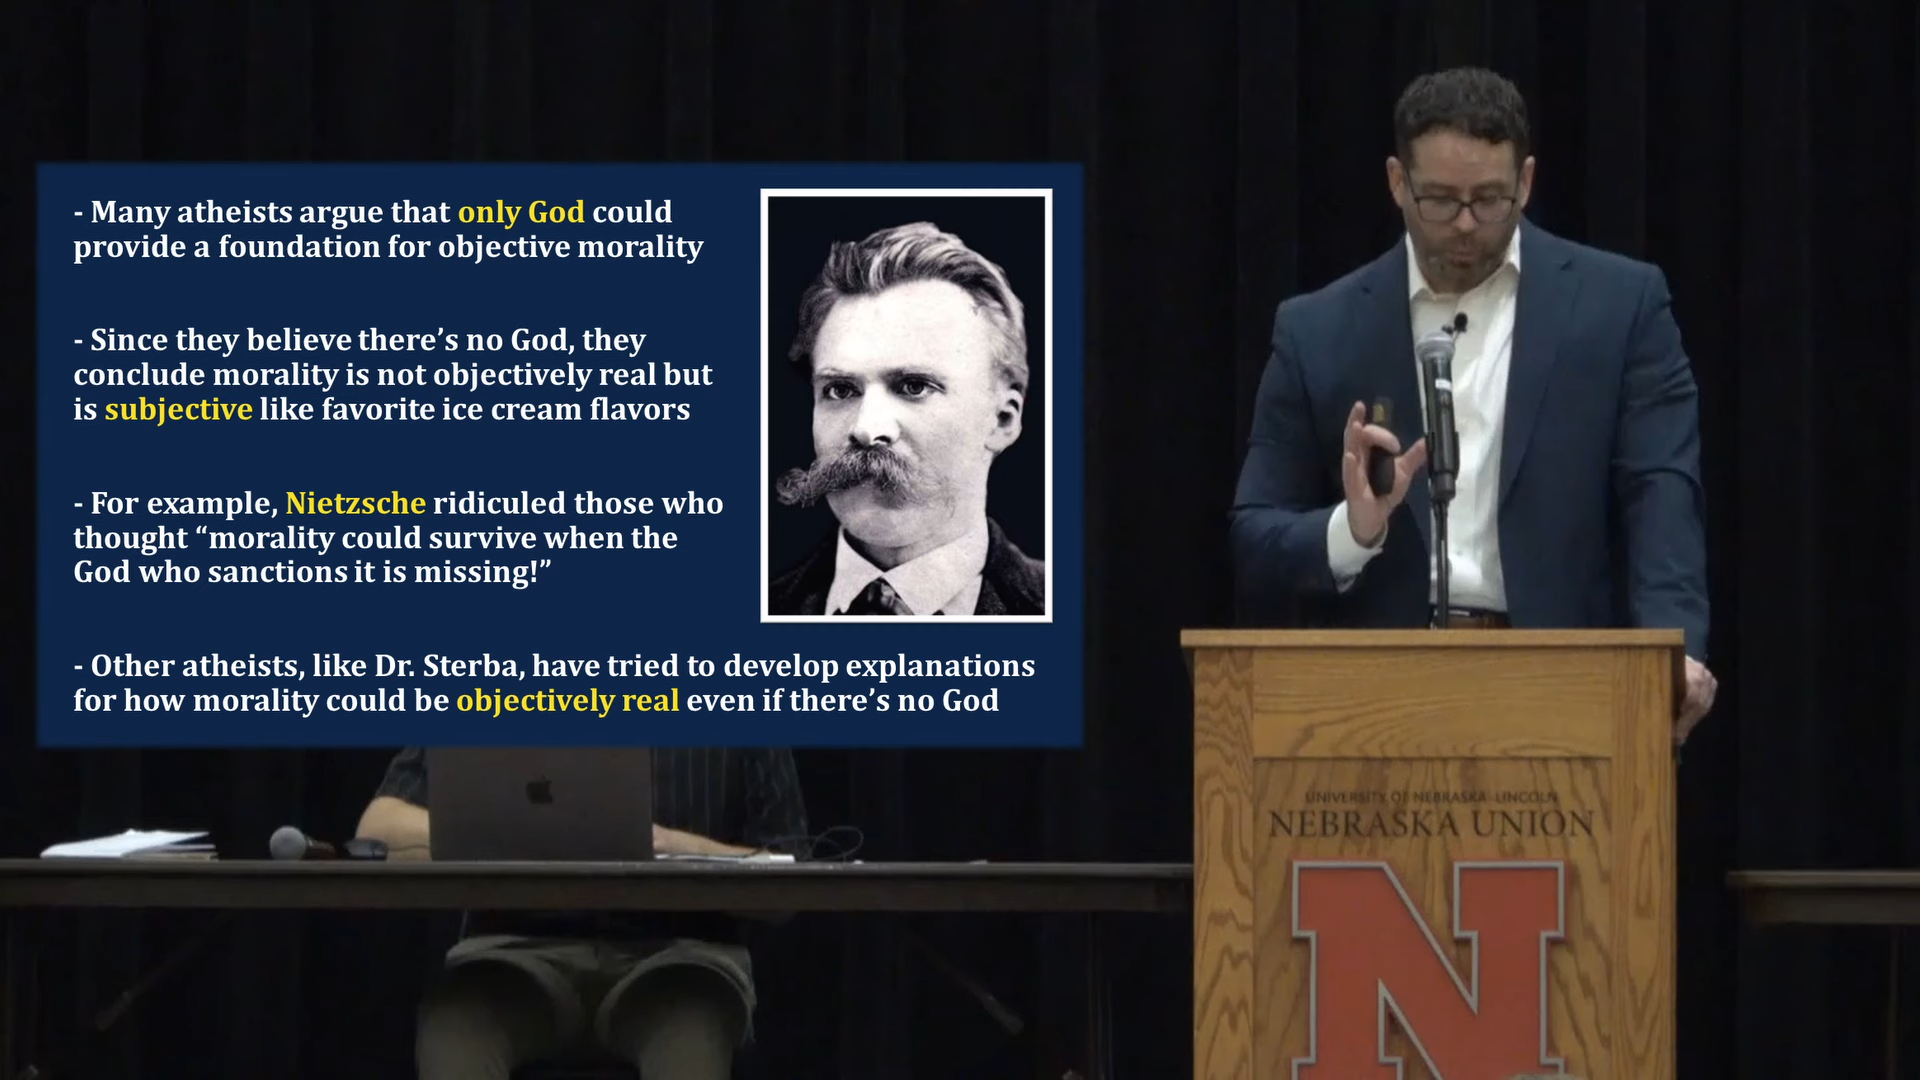 - Many atheists argue that only God could
provide a foundation for objective morality
- Since they believe there’s no God, they
conclude morality is not objectively real but
is subjective like favorite ice cream flavors
- For example, Nietzsche ridiculed those who
thought “morality could survive when the
God who sanctions it is missing!”
- Other atheists, like Dr. Sterba, have tried to develop explanations
for how morality could be objectively real even if there’s no God
UNIVERSITY OF NEBRASKA–LINCOLN
NEBRASKA UNION
N